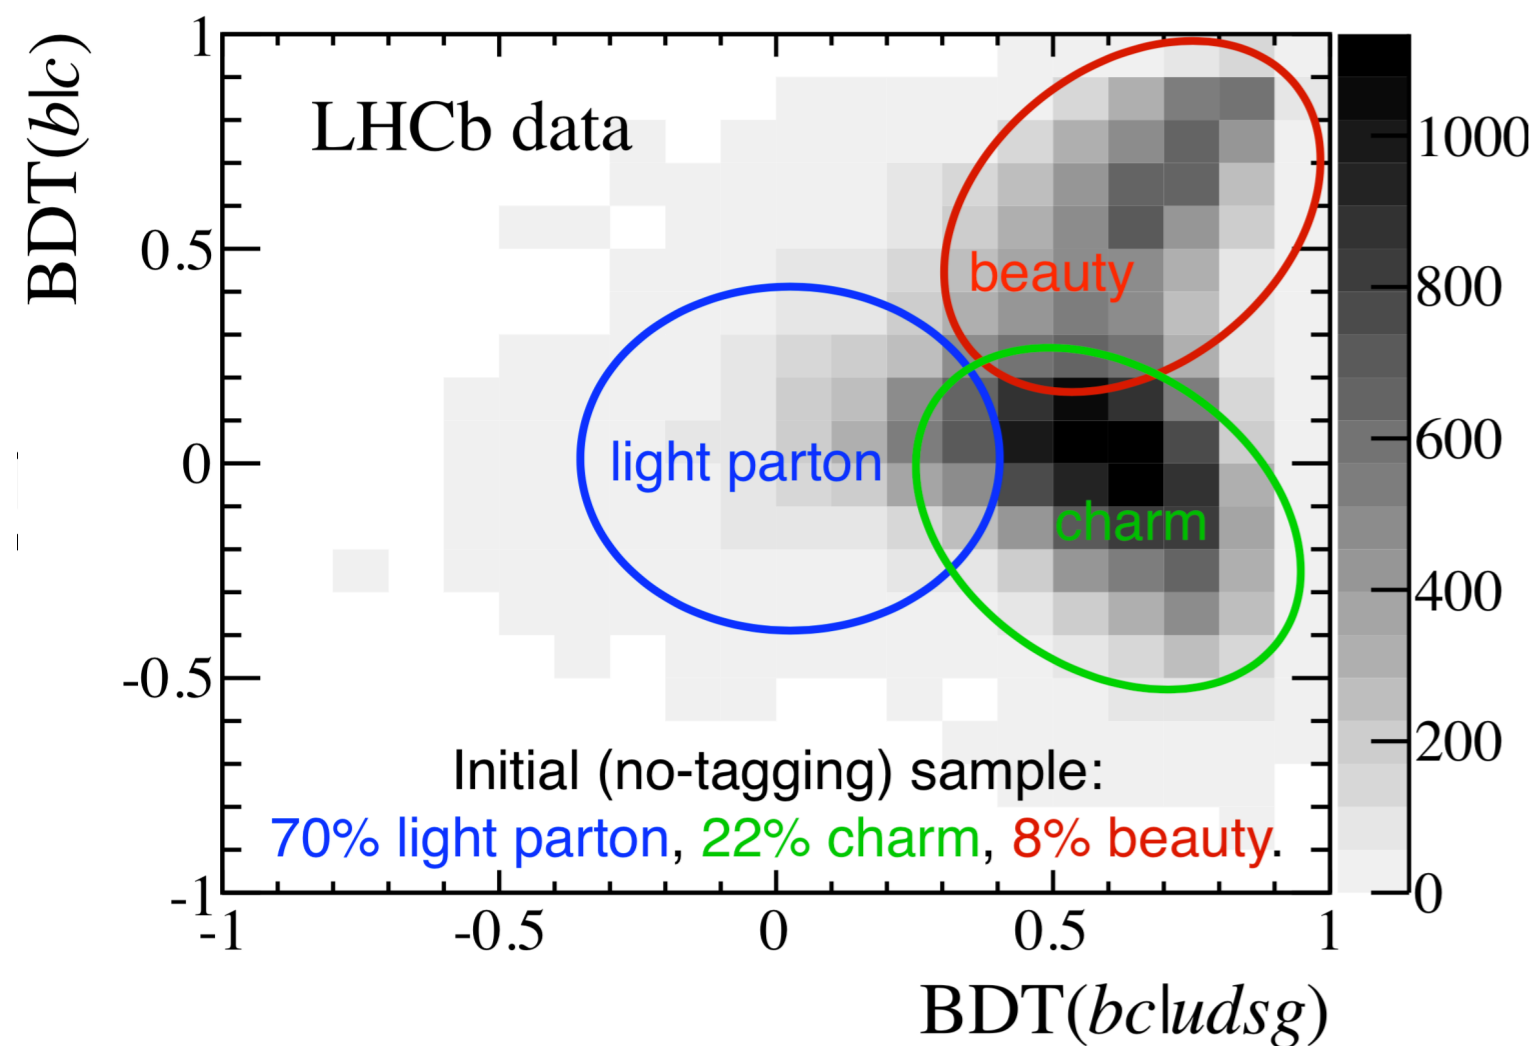 BDT(b|c)
1
0.5
0
-0.5
-1
LHCb data
beauty
light parton
charm
Initial (no-tagging) sample:
70% light parton, 22% charm, 8% beauty.
-1
-0.5
0
0.5
1
BDT(bc|udsg)
1000
800
600
400
200
0